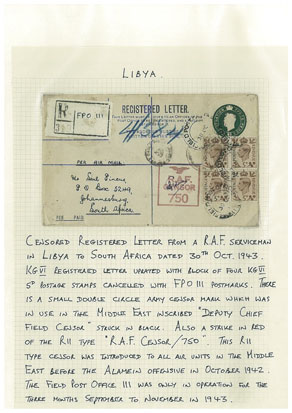 LIBYA.
REGISTERED LETTER.
R
FPO 111
4/384
PER AIR MAIL
P O Box 5249,
Johannesburg,
South Africa
R.A.F.
CENSOR
750
CENSORED REGISTERED LETTER FROM A R.A.F. SERVICEMAN
IN LIBYA TO SOUTH AFRICA DATED 30TH OCT. 1943.
KGVI REGISTERED LETTER UPRATED WITH BLOCK OF FOUR KGVI
5D POSTAGE STAMPS CANCELLED WITH FPO 111 POSTMARKS. THERE
IS A SMALL DOUBLE CIRCLE ARMY CENSOR MARK WHICH WAS
IN USE IN THE MIDDLE EAST INSCRIBED "DEPUTY CHIEF
FIELD CENSOR" STRUCK IN BLACK. ALSO A STRIKE IN RED
OF THE R11 TYPE "R.A.F. CENSOR/750" THIS R11
TYPE CENSOR WAS INTRODUCED TO ALL AIR UNITS IN THE MIDDLE
EAST BEFORE THE ALAMEIN OFFENSIVE IN OCTOBER 1942.
THE FIELD POST OFFICE 111 WAS ONLY IN OPERATION FOR THE
THREE MONTHS SEPTEMBER TO NOVEMBER IN 1943.